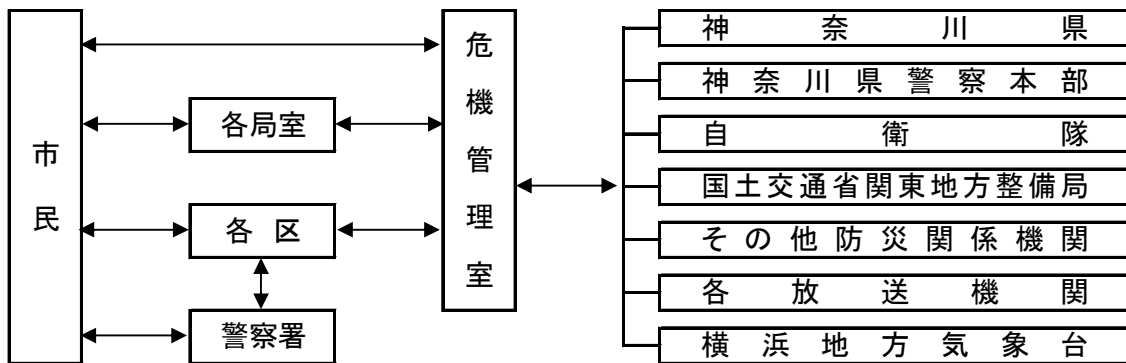 市民
各局室
各区
警察署
危機管理室
神奈川県
神奈川県警察本部
自衛隊
国土交通省関東地方整備局
その他防災関係機関
各放送機関
横浜地方気象台